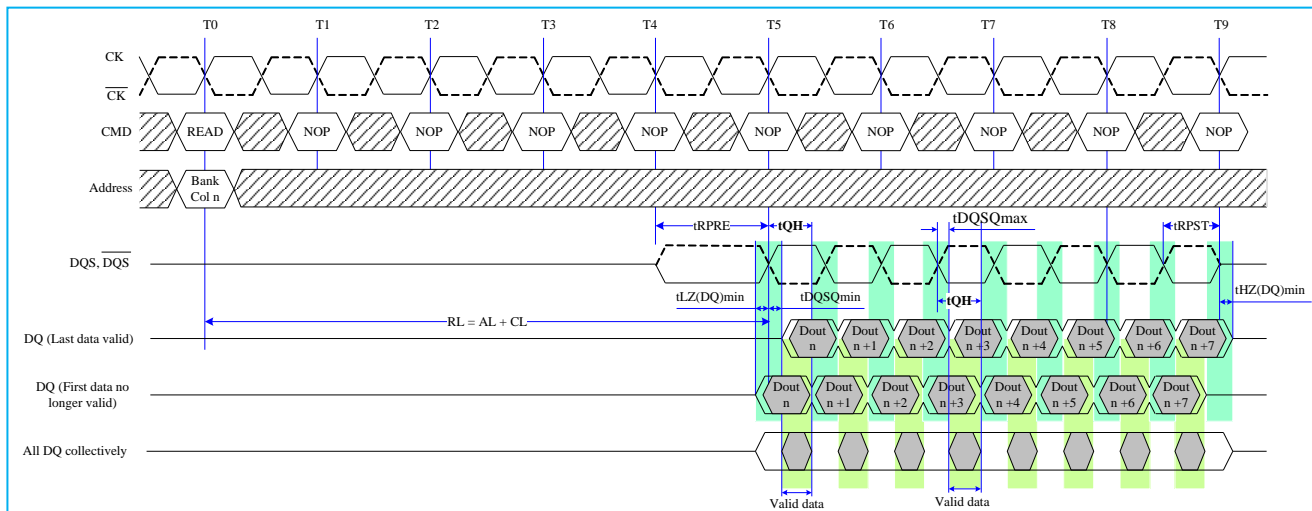 T0 T1 T2 T3 T4 T5 T6 T7 T8 T9
CK
CK
CMD READ NOP NOP NOP NOP NOP NOP NOP NOP NOP
Address Bank
Col n
tDQSQmax
tRPRE tQH tRPST
DQS, DQS
tLZ(DQ)min tDQSQmin tQH tHZ(DQ)min
RL = AL + CL
DQ (Last data valid) Dout Dout Dout Dout Dout Dout Dout Dout
n n +1 n +2 n +3 n +4 n +5 n +6 n +7
DQ (First data no Dout Dout Dout Dout Dout Dout Dout Dout
longer valid) n n +1 n +2 n +3 n +4 n +5 n +6 n +7
All DQ collectively
Valid data Valid data